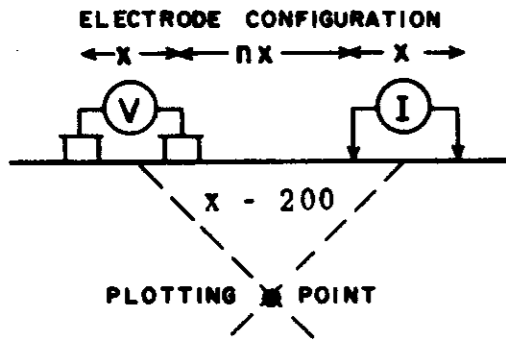 ELECTRODE CONFIGURATION
x nx x
V I
x - 200
PLOTTING POINT